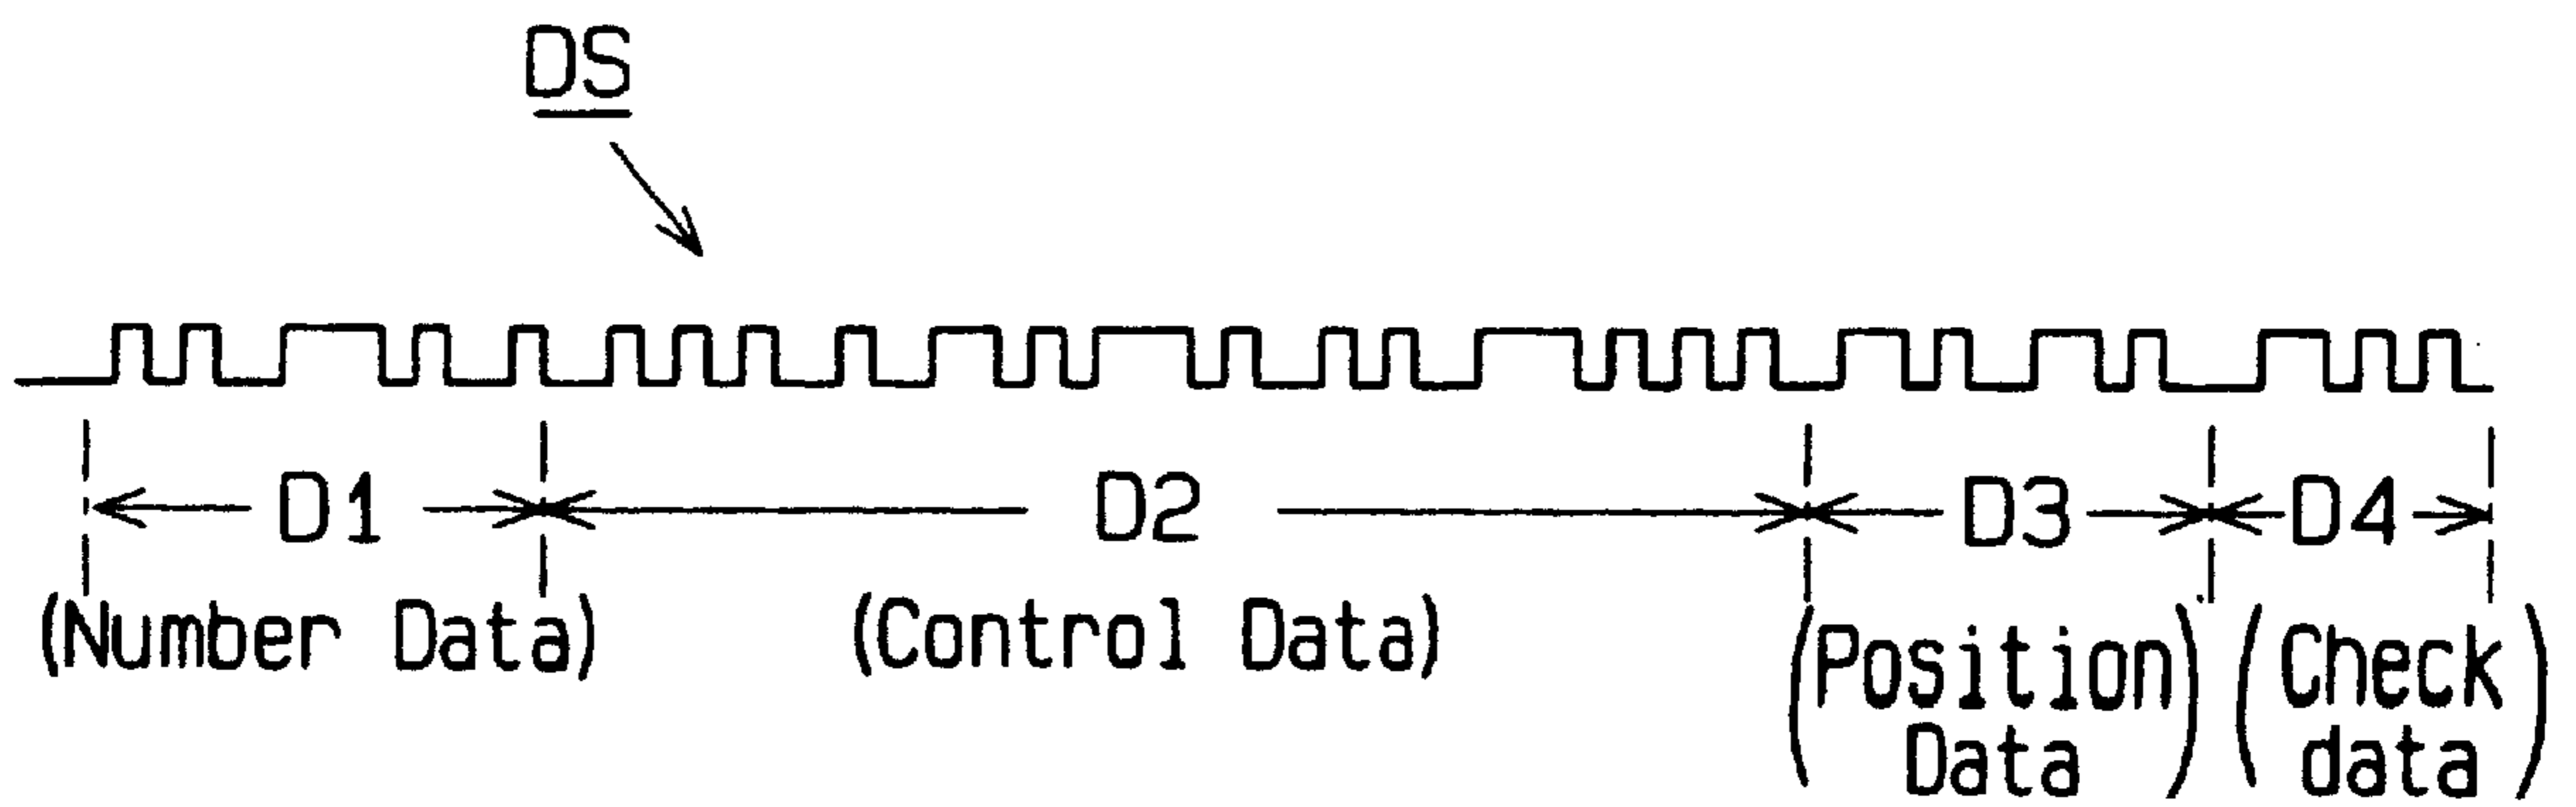 DS
D1 D2 D3 D4
(Number Data) (Control Data) (Position Data) (Check data)